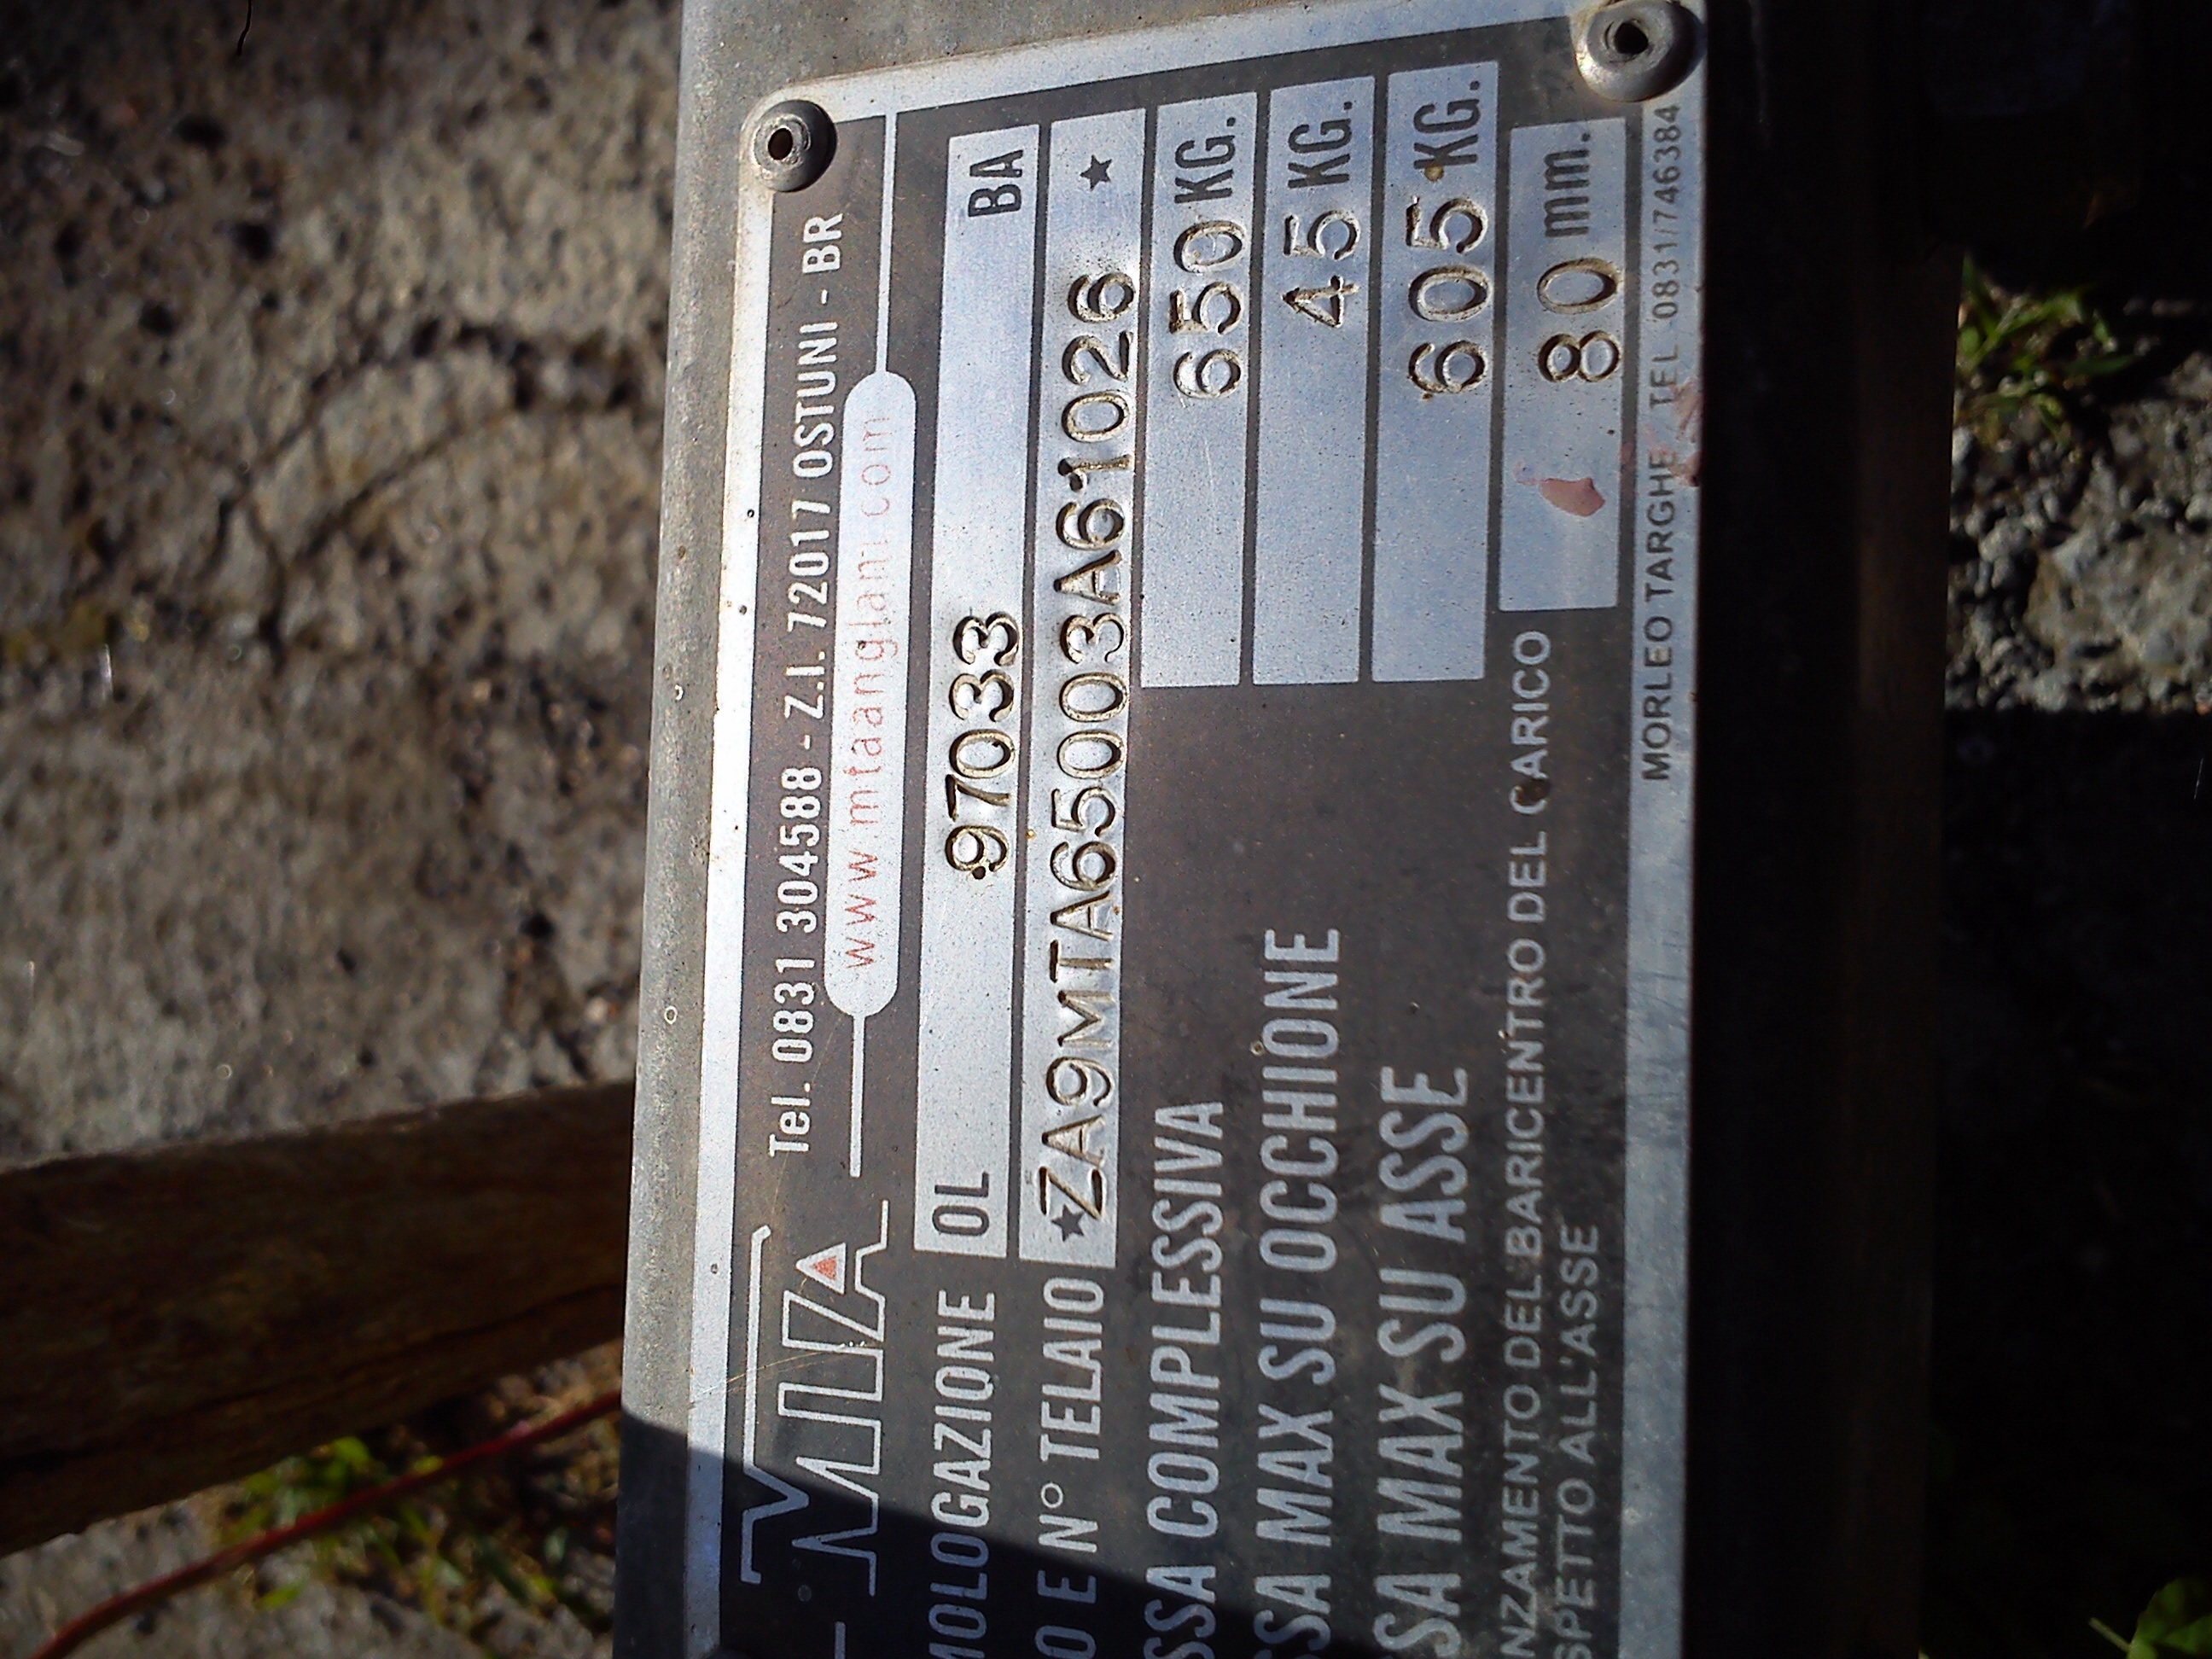 MTA
Tel. 0831 304588 - Z.I. 72017 OSTUNI - BR
www.mtaanglani.com
MOLOGAZIONE OL 97033 BA
O E N° TELAIO ★ZA9MTA65003A61026 ★
SSA COMPLESSIVA 650 KG.
SSA MAX SU OCCHIONE 45 KG.
SSA MAX SU ASSE 605 KG.
NZAMENTO DEL BARICENTRO DEL CARICO
SPETTO ALL'ASSE 80 mm.
MORLEO TARGHE TEL. 0831/746384